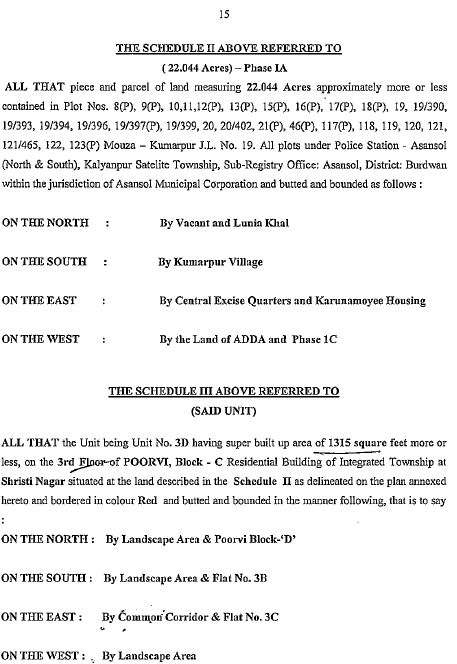 15
THE SCHEDULE II ABOVE REFERRED TO
( 22.044 Acres) – Phase IA
ALL THAT piece and parcel of land measuring 22.044 Acres approximately more or less
contained in Plot Nos. 8(P), 9(P), 10,11,12(P), 13(P), 15(P), 16(P), 17(P), 18(P), 19, 19/390,
19/393, 19/394, 19/396, 19/397(P), 19/399, 20, 20/402, 21(P), 46(P), 117(P), 118, 119, 120, 121,
121/465, 122, 123(P) Mouza – Kumarpur J.L. No. 19. All plots under Police Station - Asansol
(North & South), Kalyanpur Satelite Township, Sub-Registry Office: Asansol, District: Burdwan
within the jurisdiction of Asansol Municipal Corporation and butted and bounded as follows :
ON THE NORTH : By Vacant and Lunia Khal
ON THE SOUTH : By Kumarpur Village
ON THE EAST : By Central Excise Quarters and Karunamoyee Housing
ON THE WEST : By the Land of ADDA and Phase 1C
THE SCHEDULE III ABOVE REFERRED TO
(SAID UNIT)
ALL THAT the Unit being Unit No. 3D having super built up area of 1315 square feet more or
less, on the 3rd Floor of POORVI, Block - C Residential Building of Integrated Township at
Shristi Nagar situated at the land described in the Schedule II as delineated on the plan annexed
hereto and bordered in colour Red and butted and bounded in the manner following, that is to say
:
ON THE NORTH : By Landscape Area & Poorvi Block-‘D’
ON THE SOUTH : By Landscape Area & Flat No. 3B
ON THE EAST : By Common Corridor & Flat No. 3C
ON THE WEST : By Landscape Area